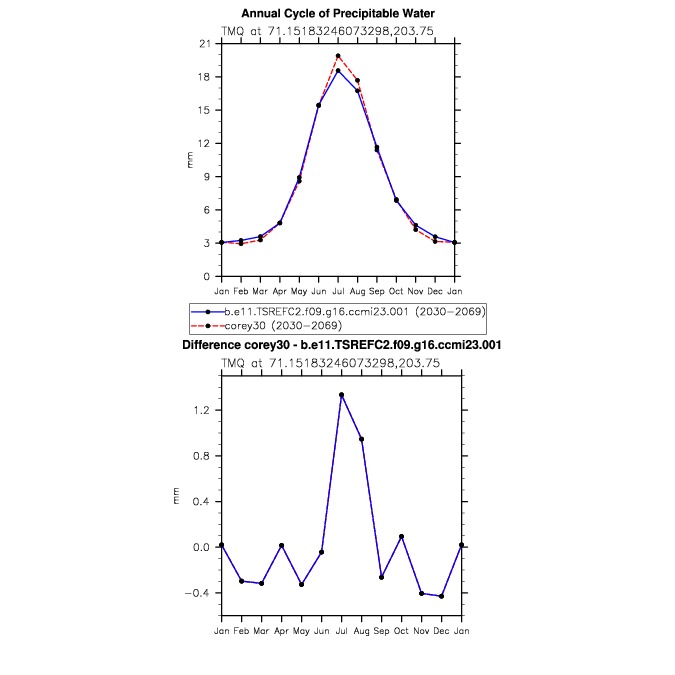 Annual Cycle of Precipitable Water
TMQ at 71.15183246073298,203.75
21
18
15
12
9
6
3
0
mm
Jan Feb Mar Apr May Jun Jul Aug Sep Oct Nov Dec Jan
b.e11.TSREFC2.f09.g16.ccmi23.001 (2030-2069)
corey30 (2030-2069)
Difference corey30 - b.e11.TSREFC2.f09.g16.ccmi23.001
TMQ at 71.15183246073298,203.75
1.2
0.8
0.4
0.0
-0.4
mm
Jan Feb Mar Apr May Jun Jul Aug Sep Oct Nov Dec Jan